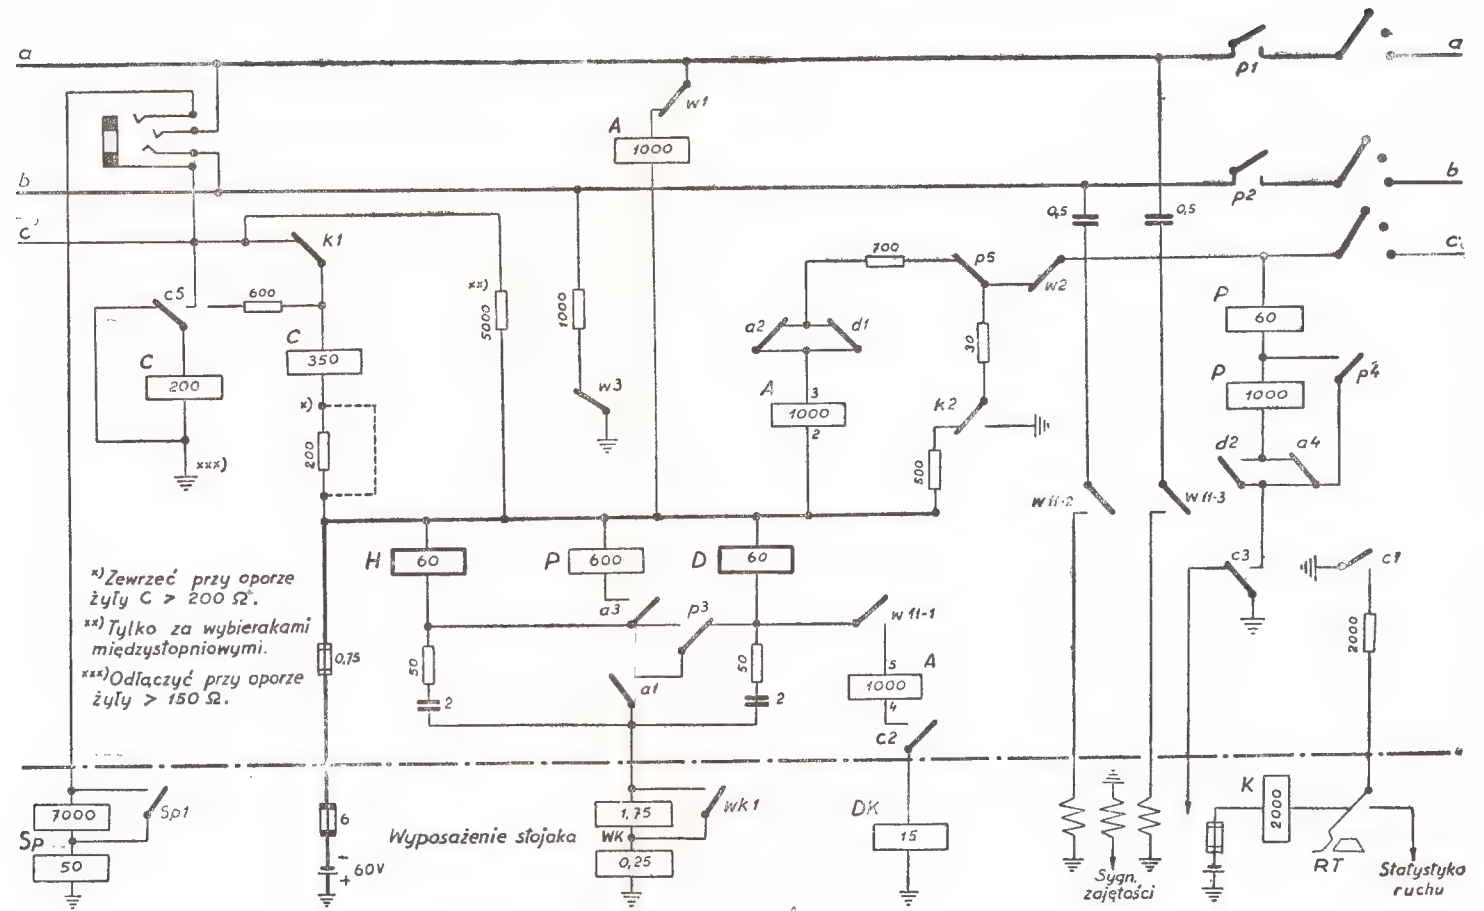 a
p1
a
w1
A
1000
b
p2
b
0,5
0,5
c
k1
c
xx)
5000
1000
700
p5
w2
c5
600
C
350
C
200
P
60
a2
d1
30
P
1000
p4
A
3
1000
2
k2
w3
x)
200
xxx)
500
d2
a4
w11-2
w11-3
H
60
P
600
D
60
c3
c1
x) Zewrzeć przy oporze
żyły C > 200 Ω.
xx) Tylko za wybierakami
międzystopniowymi.
xxx) Odłączyć przy oporze
żyły > 150 Ω.
a3
p3
w11-1
2000
0,75
50
50
A
5
1000
4
a1
2
2
c2
7000
Sp1
Sp
50
6
- 
+ 60V
Wyposażenie stojaka
1,75
WK
wk1
0,25
DK
15
K
2000
RT
Sygn.
zajętości
Statystyka
ruchu